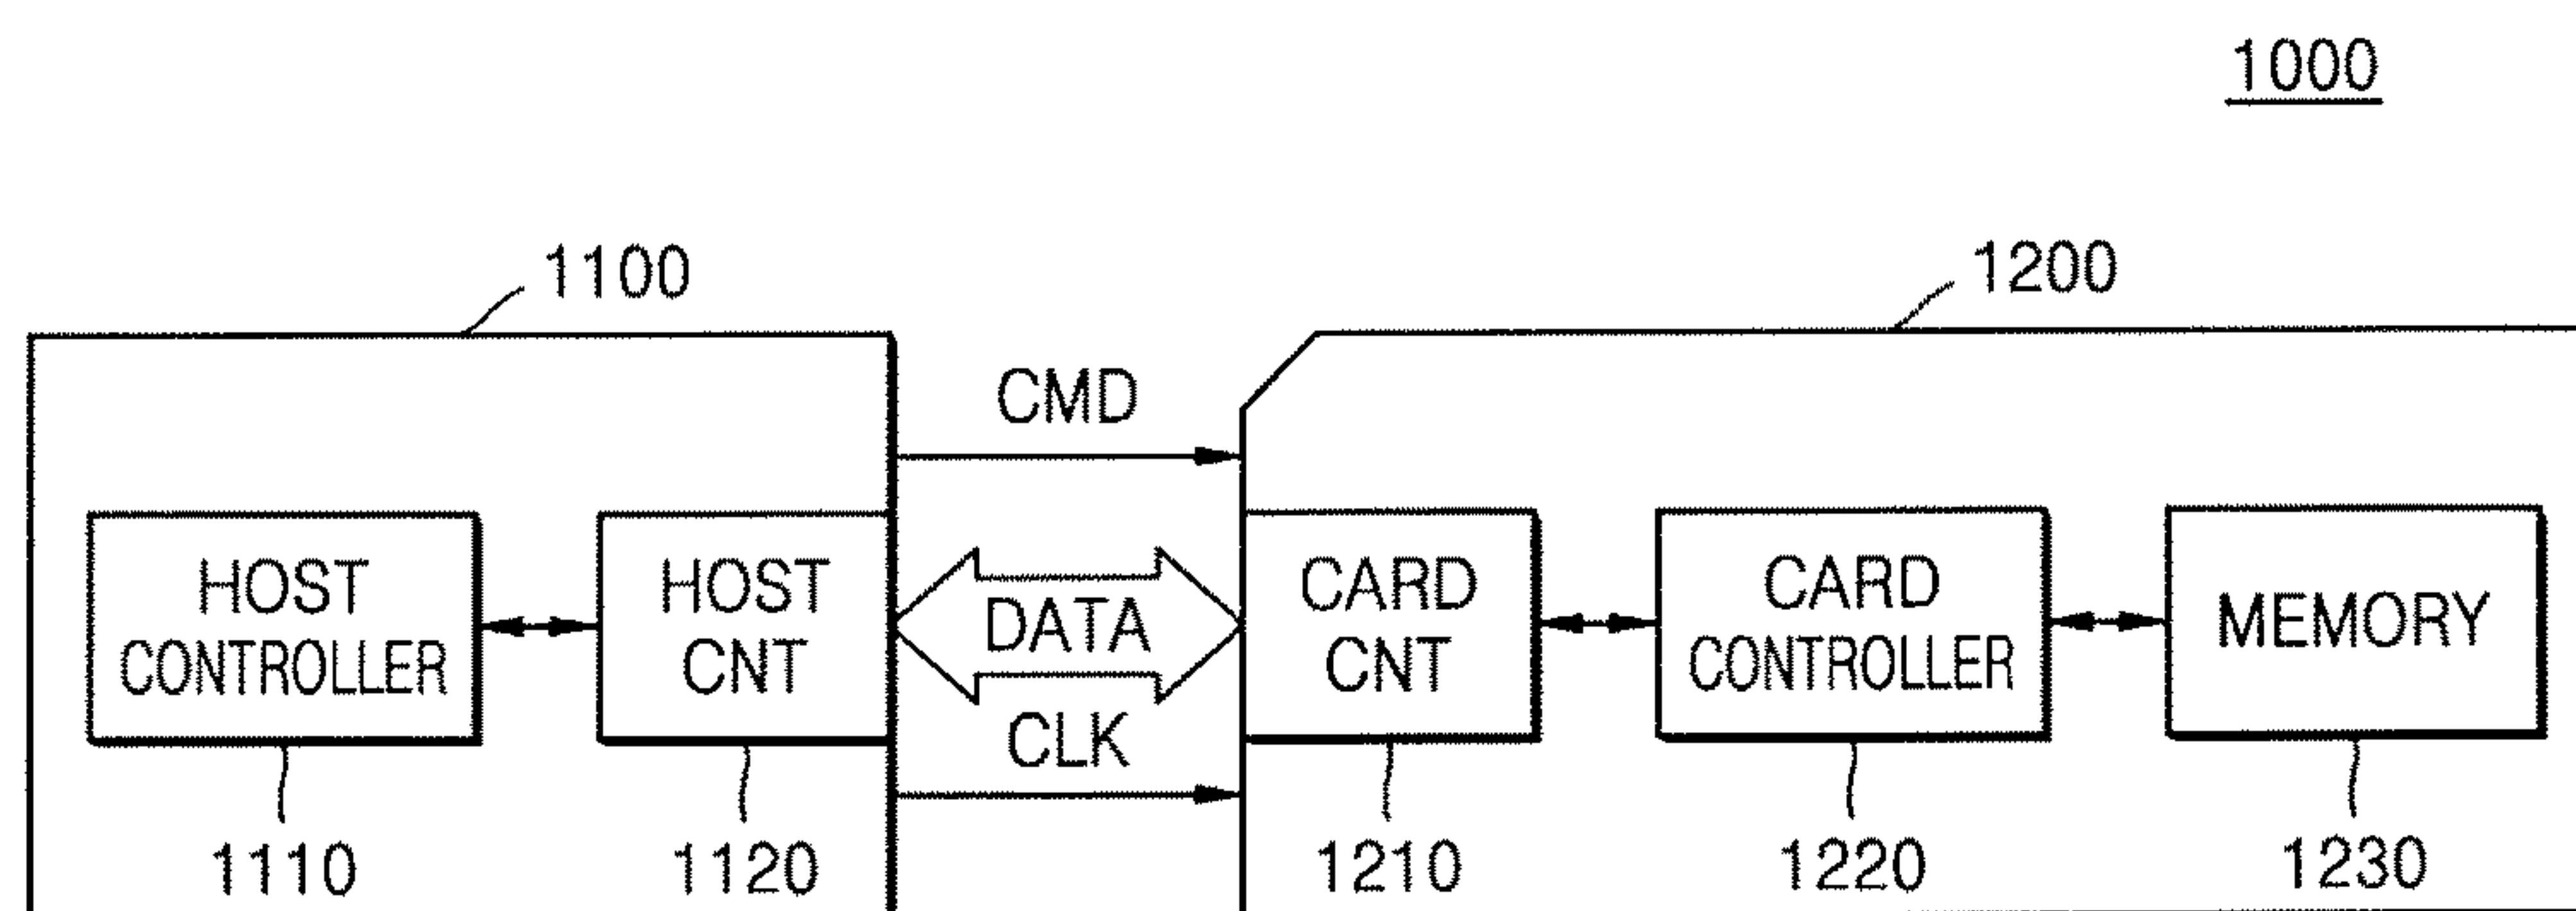 1000
1100
1200
CMD
HOST
CONTROLLER
HOST
CNT
DATA
CARD
CNT
CARD
CONTROLLER
MEMORY
CLK
1110
1120
1210
1220
1230